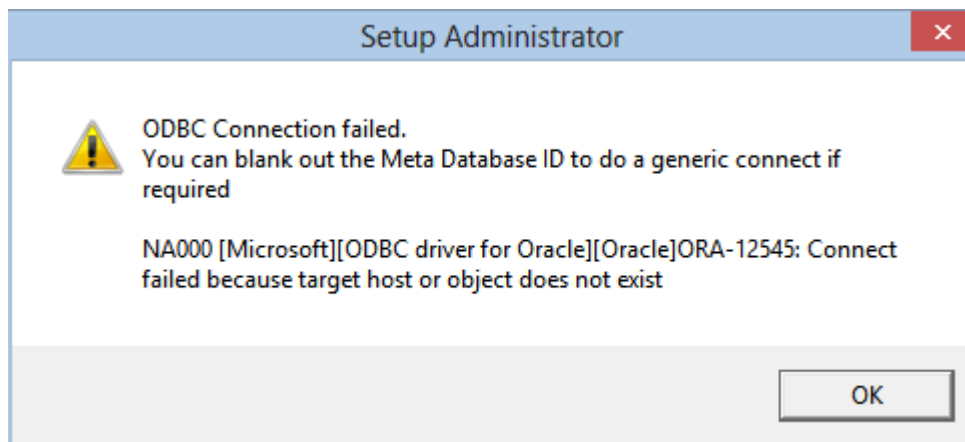 Setup Administrator
ODBC Connection failed.
You can blank out the Meta Database ID to do a generic connect if
required
NA000 [Microsoft][ODBC driver for Oracle][Oracle]ORA-12545: Connect
failed because target host or object does not exist
OK